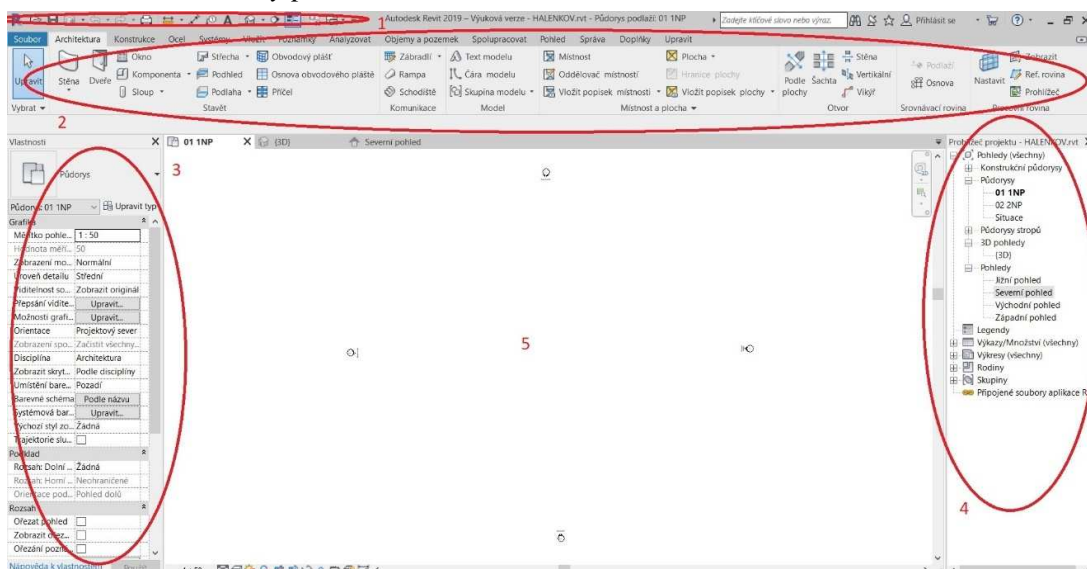 1
Autodesk Revit 2019 – Výuková verze - HALENKOV.rvt - Půdorys podlaží: 01 1NP
Zadejte klíčové slovo nebo výraz.
Přihlásit se
Soubor Architektura Konstrukce Ocel Systémy Vložit Poznámky Analyzovat Objemy a pozemek Spolupracovat Pohled Správa Doplňky Upravit
Okno Střecha Obvodový plášť Zábradlí Text modelu Místnost Plocha Stěna Podlaží Zobrazit
Upravit Stěna Dveře Komponenta Podhled Osnova obvodového pláště Rampa Čára modelu Oddělovač místností Hranice plochy Podle plochy Šachta Vertikální Osnova Nastavit Ref. rovina
Sloup Podlaha Příčel Schodiště Skupina modelu Vložit popisek místnosti Vložit popisek plochy Vikýř Prohlížeč
Vybrat Stavět Komunikace Model Místnost a plocha Otvor Srovnávací rovina Pracovní rovina
2
Vlastnosti X
01 1NP X
(3D)
Severní pohled
3
Půdorys
Půdorys: 01 1NP Upravit typ
Grafika
Měřítko pohle... 1 : 50
Hodnota měří... 50
Zobrazení mo... Normální
Úroveň detailu Střední
Viditelnost so... Zobrazit originál
Přepsání vidite... Upravit...
Možnosti grafi... Upravit...
Orientace Projektový sever
Zobrazení spo... Začistit všechny...
Disciplína Architektura
Zobrazit skryt... Podle disciplíny
Umístění bare... Pozadí
Barevné schéma Podle názvu
Systémová bar... Upravit...
Výchozí styl zo... Žádná
Trajektorie slu...
Podklad
Rozsah: Dolní ... Žádná
Rozsah: Horní ... Neohraničené
Orientace pod... Pohled dolů
Rozsah
Ořezat pohled
Zobrazit ořez...
Ořezání pozn...
Nápověda k vlastnostem Použít
5
1 : 50
Prohlížeč projektu - HALENKOV.rvt X
Pohledy (všechny)
Konstrukční půdorysy
Půdorysy
01 1NP
02 2NP
Situace
Půdorysy stropů
3D pohledy
(3D)
Pohledy
Jižní pohled
Severní pohled
Východní pohled
Západní pohled
Legendy
Výkazy/Množství (všechny)
Výkresy (všechny)
Rodiny
Skupiny
Připojené soubory aplikace R
4